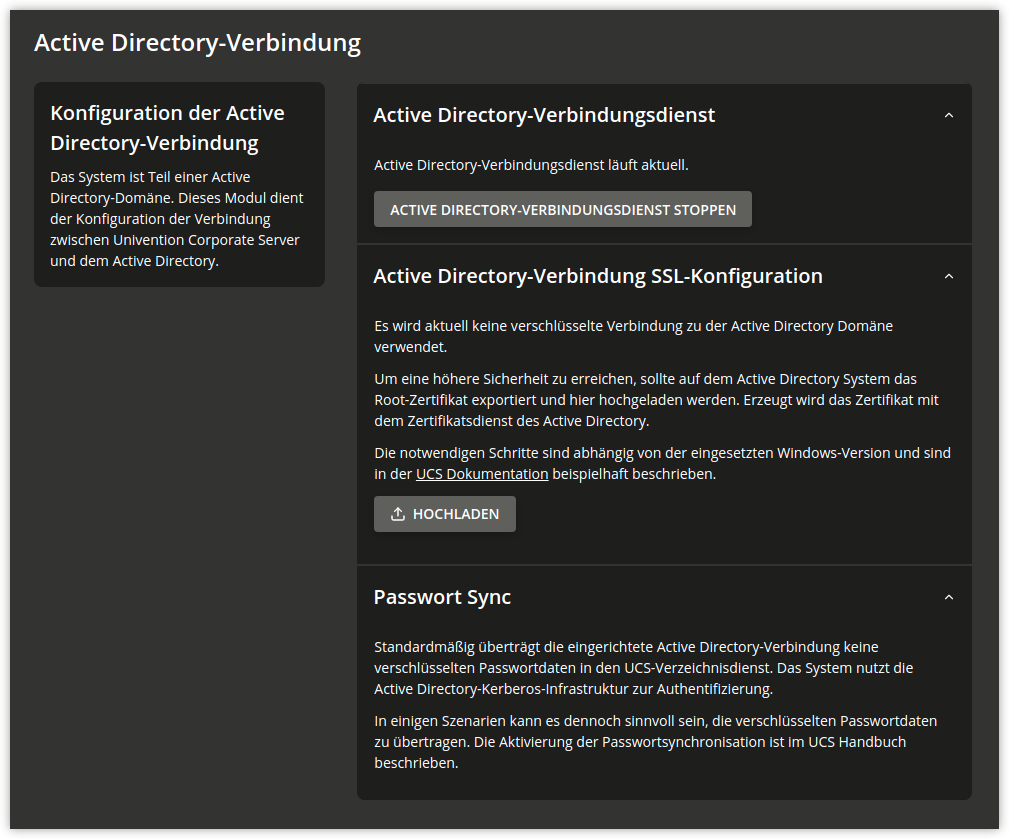 Active Directory-Verbindung
Konfiguration der Active
Directory-Verbindung
Das System ist Teil einer Active
Directory-Domäne. Dieses Modul dient
der Konfiguration der Verbindung
zwischen Univention Corporate Server
und dem Active Directory.
Active Directory-Verbindungsdienst
Active Directory-Verbindungsdienst läuft aktuell.
ACTIVE DIRECTORY-VERBINDUNGSDIENST STOPPEN
Active Directory-Verbindung SSL-Konfiguration
Es wird aktuell keine verschlüsselte Verbindung zu der Active Directory Domäne
verwendet.
Um eine höhere Sicherheit zu erreichen, sollte auf dem Active Directory System das
Root-Zertifikat exportiert und hier hochgeladen werden. Erzeugt wird das Zertifikat mit
dem Zertifikatsdienst des Active Directory.
Die notwendigen Schritte sind abhängig von der eingesetzten Windows-Version und sind
in der UCS Dokumentation beispielhaft beschrieben.
HOCHLADEN
Passwort Sync
Standardmäßig überträgt die eingerichtete Active Directory-Verbindung keine
verschlüsselten Passwortdaten in den UCS-Verzeichnisdienst. Das System nutzt die
Active Directory-Kerberos-Infrastruktur zur Authentifizierung.
In einigen Szenarien kann es dennoch sinnvoll sein, die verschlüsselten Passwortdaten
zu übertragen. Die Aktivierung der Passwortsynchronisation ist im UCS Handbuch
beschrieben.